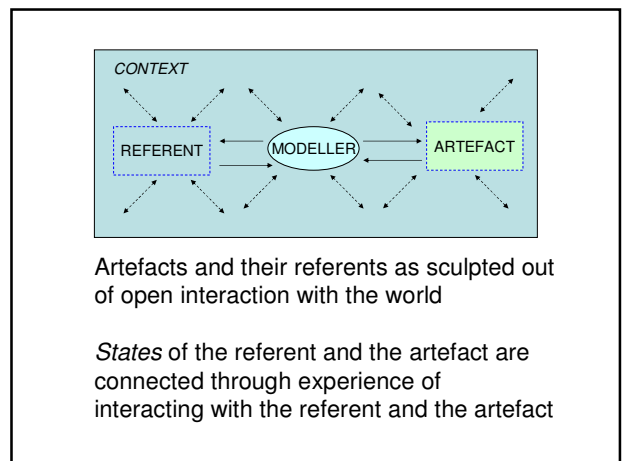 CONTEXT
REFERENT
MODELLER
ARTEFACT
Artefacts and their referents as sculpted out
of open interaction with the world
States of the referent and the artefact are
connected through experience of
interacting with the referent and the artefact